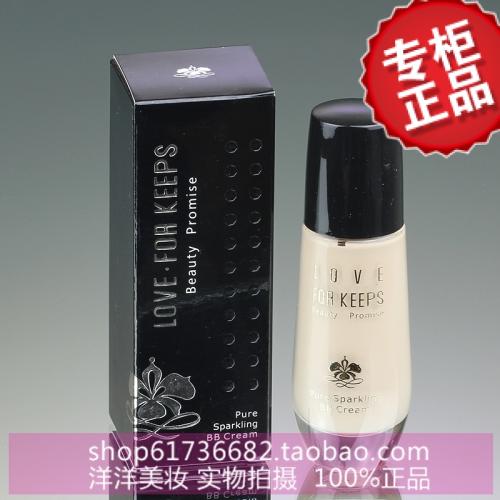 专柜
正品
LOVE·FOR KEEPS
Beauty Promise
Pure
Sparkling
BB Cream
LOVE
FOR KEEPS
Beauty Promise
Pure Sparkling
BB Cream
shop61736682.taobao.com
洋洋美妆 实物拍摄 100%正品